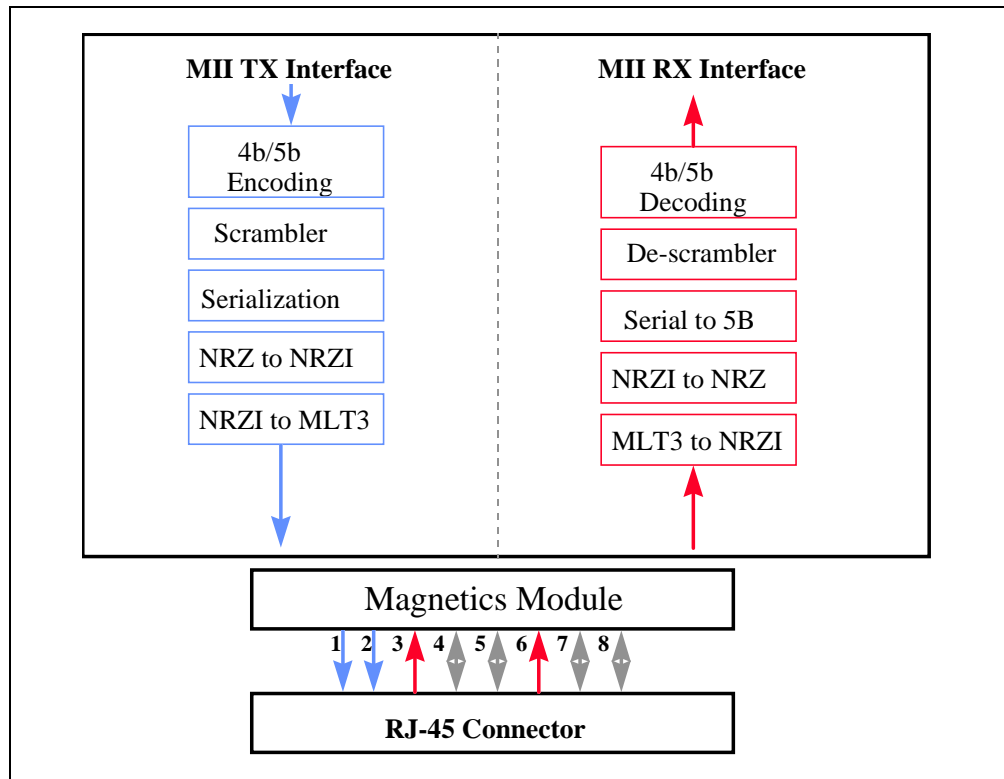 MII TX Interface
4b/5b
Encoding
Scrambler
Serialization
NRZ to NRZI
NRZI to MLT3
MII RX Interface
4b/5b
Decoding
De-scrambler
Serial to 5B
NRZI to NRZ
MLT3 to NRZI
Magnetics Module
1 2 3 4 5 6 7 8
RJ-45 Connector